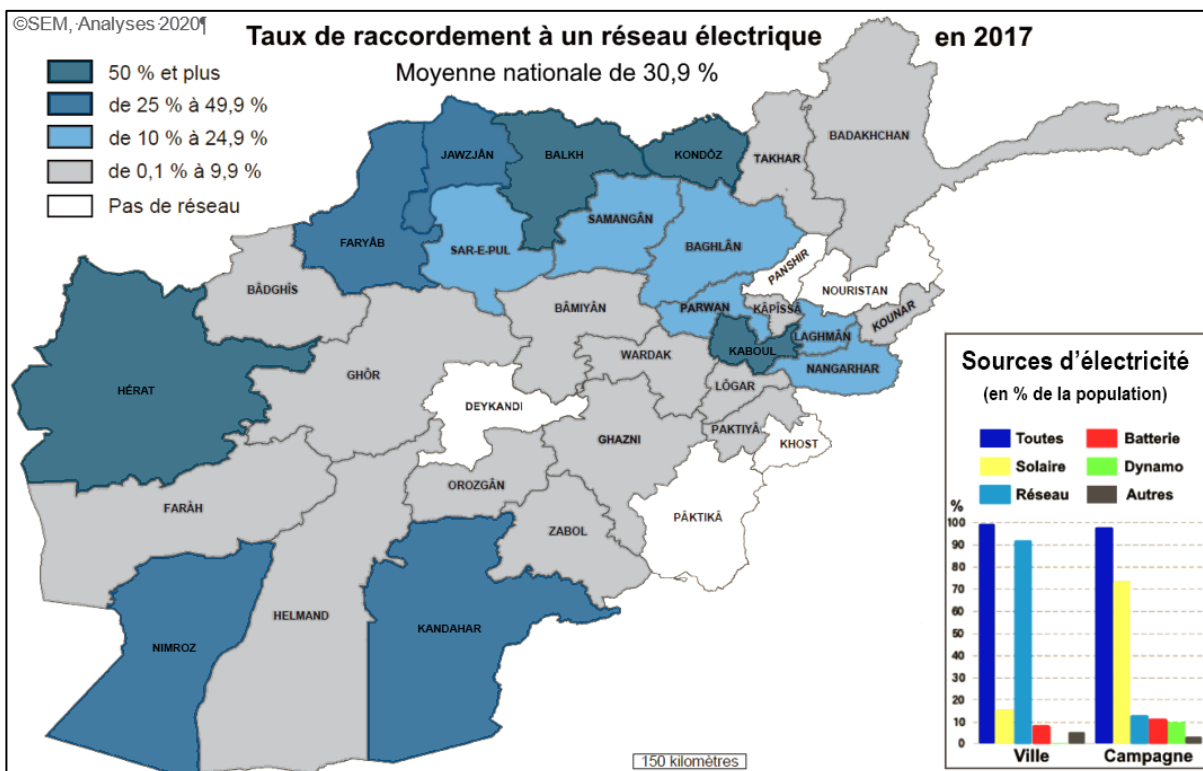 ©SEM, Analyses 2020¶
Taux de raccordement à un réseau électrique en 2017
Moyenne nationale de 30,9 %
50 % et plus
de 25 % à 49,9 %
de 10 % à 24,9 %
de 0,1 % à 9,9 %
Pas de réseau
BADAKHCHAN
JAWZJÂN
BALKH
KONDÔZ
TAKHAR
SAMANGÂN
FARYÂB
SAR-E-PUL
BAGHLÂN
PANSHIR
NOURISTAN
BÂDGHÎS
BÂMIYÂN
PARWAN
KÂPÎSSÂ
KOUNAR
LAGHMÂN
KABOUL
WARDAK
NANGARHAR
GHÔR
LÔGAR
HÉRAT
DEYKANDI
PAKTIYÂ
GHAZNI
KHOST
OROZGÂN
FARÂH
PÂKTIKÂ
ZABOL
HELMAND
KANDAHAR
NIMROZ
150 kilomètres
Sources d’électricité
(en % de la population)
Toutes Batterie
Solaire Dynamo
Réseau Autres
%
100
90
80
70
60
50
40
30
20
10
0
Ville Campagne